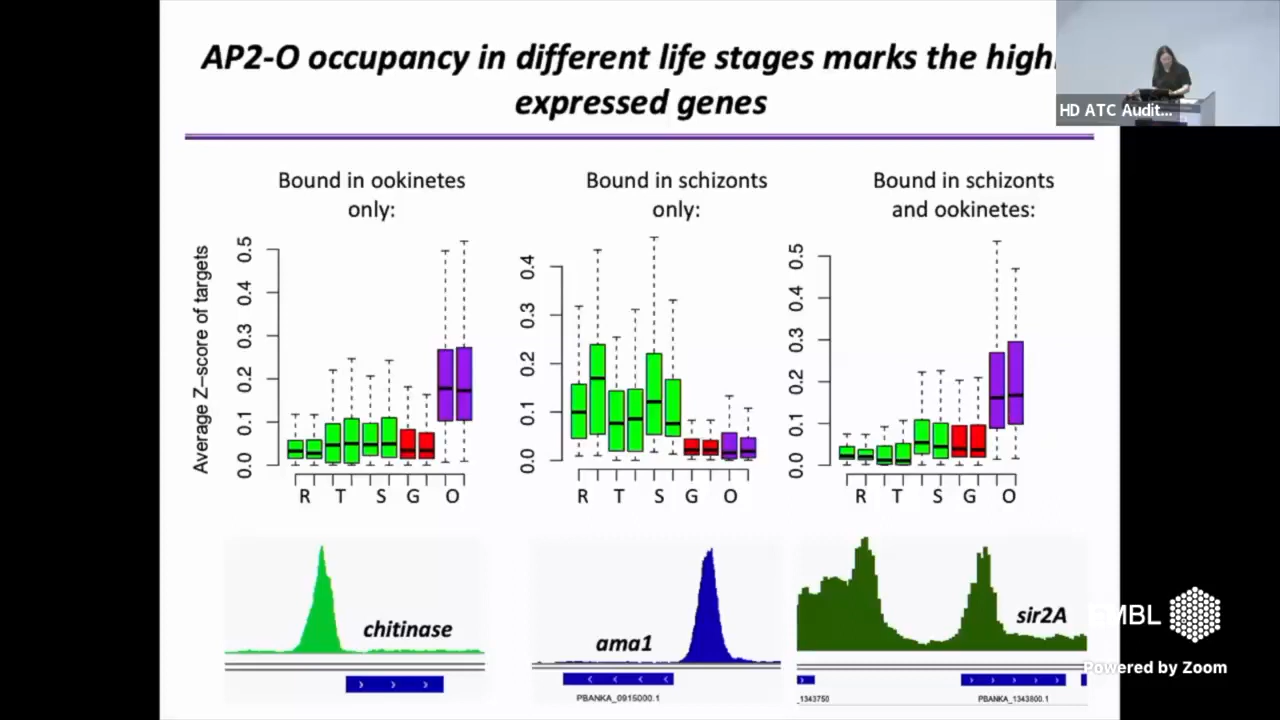 AP2-O occupancy in different life stages marks the high
expressed genes
HD ATC Audit...
Bound in ookinetes
only:
Bound in schizonts
only:
Bound in schizonts
and ookinetes:
Average Z-score of targets
0.5
0.4
0.3
0.2
0.1
0.0
R T S G O
0.4
0.3
0.2
0.1
0.0
R T S G O
0.5
0.4
0.3
0.2
0.1
0.0
R T S G O
chitinase
ama1
PBANKA_0915000.1
sir2A
_1343750
PBANKA_1343800.1
EMBL
Powered by Zoom